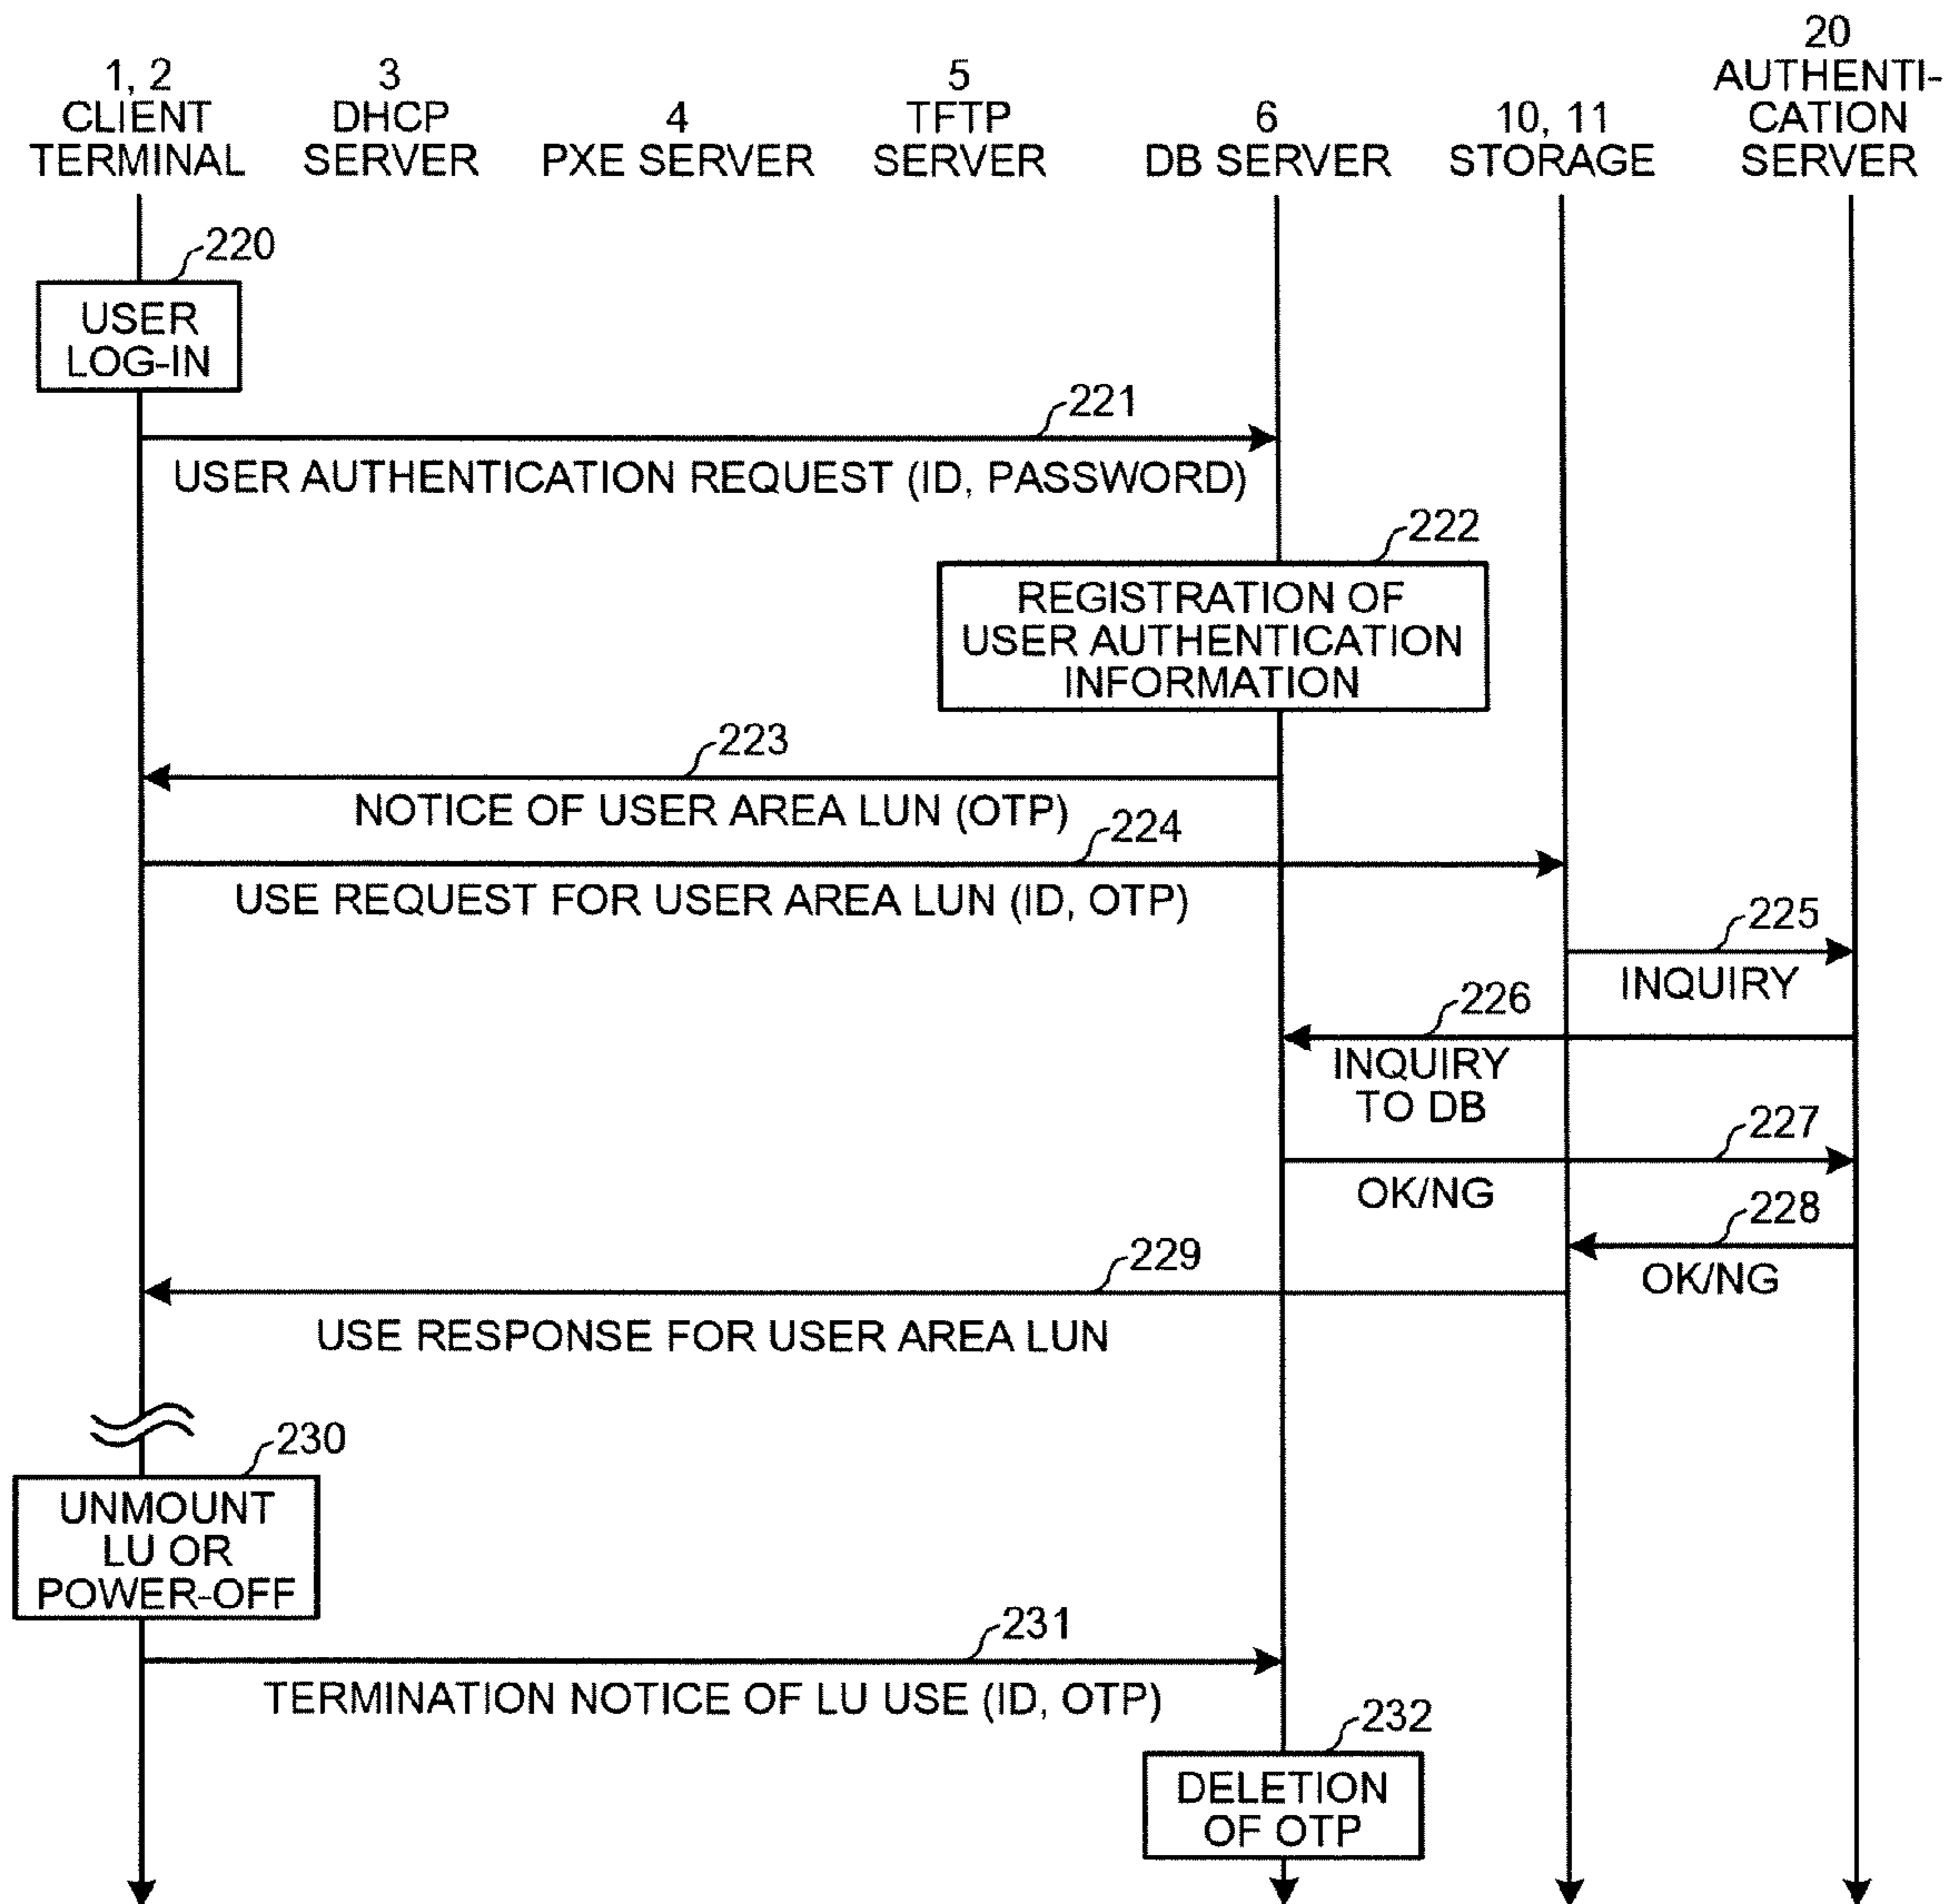 1, 2
CLIENT
TERMINAL
3
DHCP
SERVER
4
PXE SERVER
5
TFTP
SERVER
6
DB SERVER
10, 11
STORAGE
20
AUTHENTI-
CATION
SERVER
220
USER
LOG-IN
221
USER AUTHENTICATION REQUEST (ID, PASSWORD)
222
REGISTRATION OF
USER AUTHENTICATION
INFORMATION
223
NOTICE OF USER AREA LUN (OTP)
224
USE REQUEST FOR USER AREA LUN (ID, OTP)
225
INQUIRY
226
INQUIRY
TO DB
227
OK/NG
228
OK/NG
229
USE RESPONSE FOR USER AREA LUN
230
UNMOUNT
LU OR
POWER-OFF
231
TERMINATION NOTICE OF LU USE (ID, OTP)
232
DELETION
OF OTP